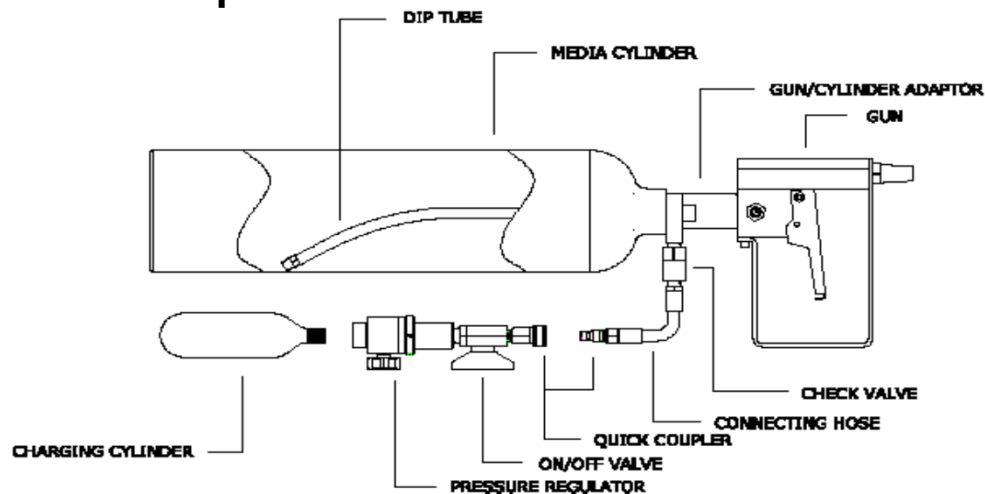 DIP TUBE
MEDIA CYLINDER
GUN/CYLINDER ADAPTOR
GUN
CHECK VALVE
CONNECTING HOSE
QUICK COUPLER
CHARGING CYLINDER
ON/OFF VALVE
PRESSURE REGULATOR